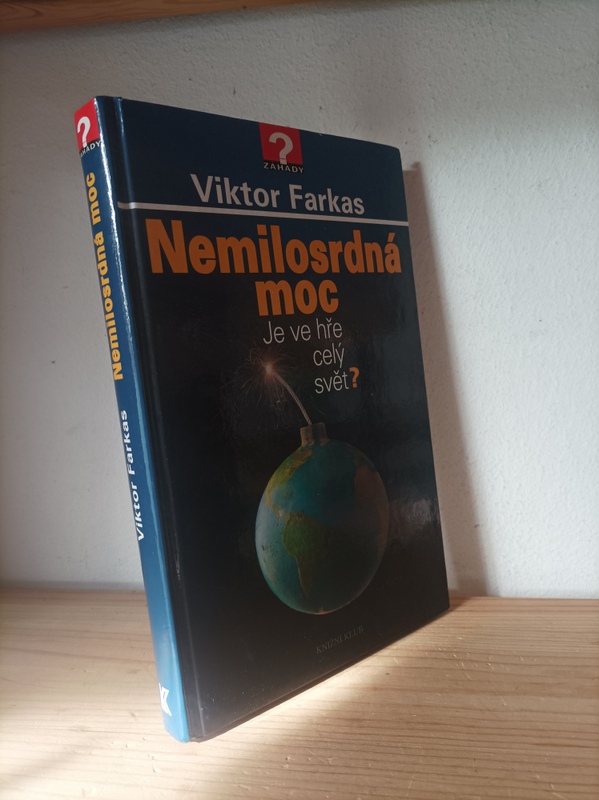 ?
ZÁHADY
Viktor Farkas
Nemilosrdná
moc
Je ve hře
celý
svět?
KNIŽNÍ KLUB
?
ZÁHADY
Nemilosrdná moc
Viktor Farkas